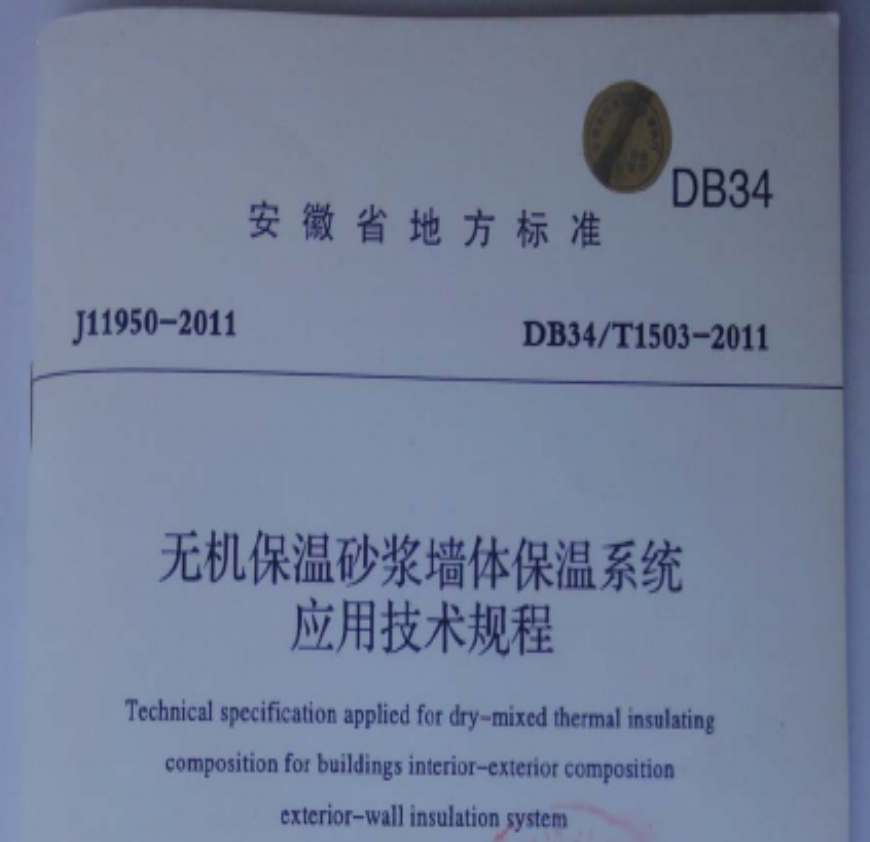 DB34
安徽省地方标准
J11950-2011 DB34/T1503-2011
无机保温砂浆墙体保温系统
应用技术规程
Technical specification applied for dry-mixed thermal insulating
composition for buildings interior-exterior composition
exterior-wall insulation system